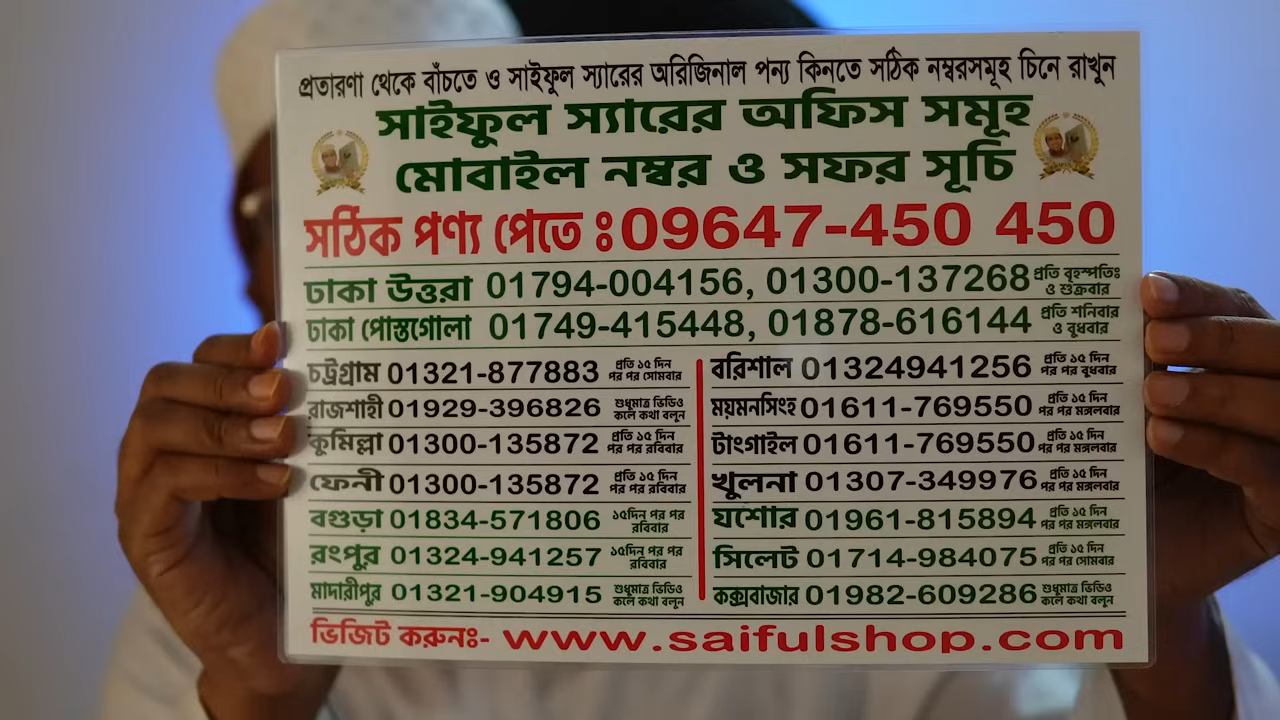 প্রতারণা থেকে বাঁচতে ও সাইফুল স্যারের অরিজিনাল পন্য কিনতে সঠিক নম্বরসমূহ চিনে রাখুন
সাইফুল স্যারের অফিস সমূহ
মোবাইল নম্বর ও সফর সূচি
সঠিক পণ্য পেতে ঃ 09647-450 450
ঢাকা উত্তরা 01794-004156, 01300-137268 প্রতি বৃহস্পতিঃ ও শুক্রবার
ঢাকা পোস্তগোলা 01749-415448, 01878-616144 প্রতি শনিবার ও বুধবার
চট্রগ্রাম 01321-877883 প্রতি ১৫ দিন পর পর সোমবার
রাজশাহী 01929-396826 শুধুমাত্র ভিডিও কলে কথা বলুন
কুমিল্লা 01300-135872 প্রতি ১৫ দিন পর পর রবিবার
ফেনী 01300-135872 প্রতি ১৫ দিন পর পর রবিবার
বগুড়া 01834-571806 ১৫দিন পর পর রবিবার
রংপুর 01324-941257 ১৫দিন পর পর রবিবার
মাদারীপুর 01321-904915 শুধুমাত্র ভিডিও কলে কথা বলুন
বরিশাল 01324941256 প্রতি ১৫ দিন পর পর বুধবার
ময়মনসিংহ 01611-769550 প্রতি ১৫ দিন পর পর মঙ্গলবার
টাংগাইল 01611-769550 প্রতি ১৫ দিন পর পর মঙ্গলবার
খুলনা 01307-349976 প্রতি ১৫ দিন পর পর মঙ্গলবার
যশোর 01961-815894 প্রতি ১৫ দিন পর পর মঙ্গলবার
সিলেট 01714-984075 প্রতি ১৫ দিন পর পর সোমবার
কক্সবাজার 01982-609286 শুধুমাত্র ভিডিও কলে কথা বলুন
ভিজিট করুনঃ- www.saifulshop.com